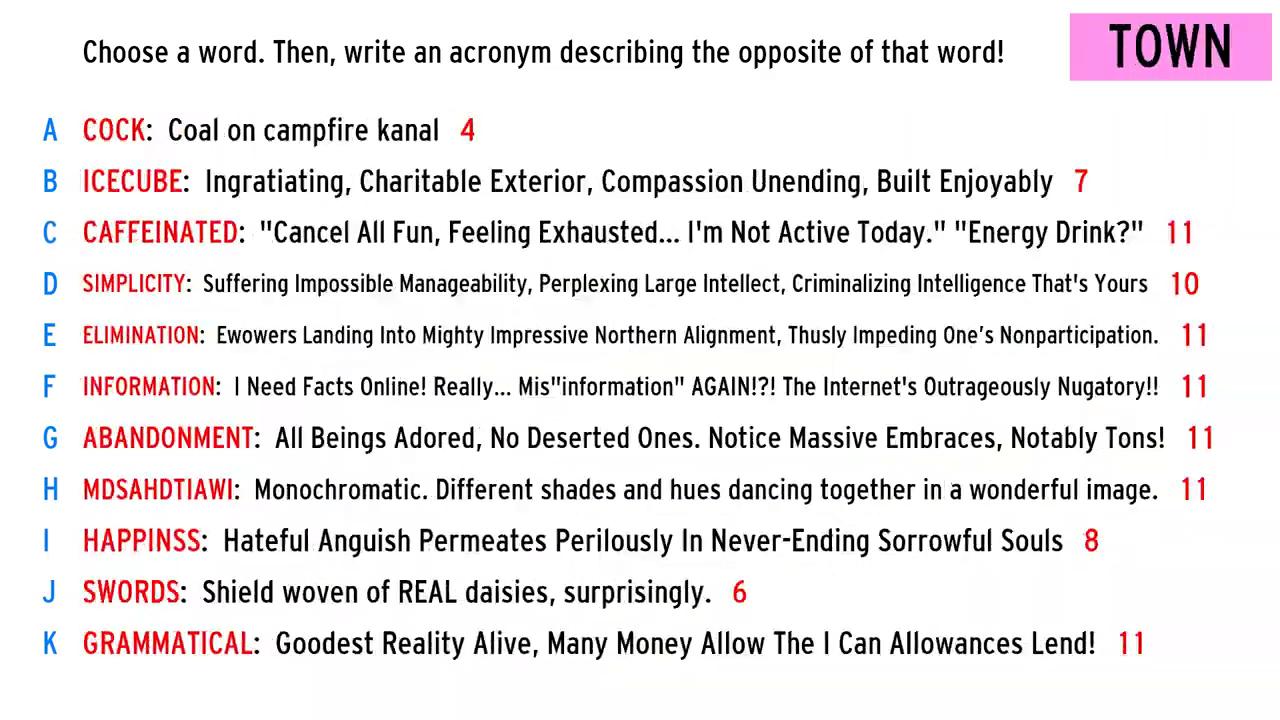 Choose a word. Then, write an acronym describing the opposite of that word!
TOWN
A COCK: Coal on campfire kanal 4
B ICECUBE: Ingratiating, Charitable Exterior, Compassion Unending, Built Enjoyably 7
C CAFFEINATED: "Cancel All Fun, Feeling Exhausted... I'm Not Active Today." "Energy Drink?" 11
D SIMPLICITY: Suffering Impossible Manageability, Perplexing Large Intellect, Criminalizing Intelligence That's Yours 10
E ELIMINATION: Ewowers Landing Into Mighty Impressive Northern Alignment, Thusly Impeding One’s Nonparticipation. 11
F INFORMATION: I Need Facts Online! Really... Mis"information" AGAIN!?! The Internet's Outrageously Nugatory!! 11
G ABANDONMENT: All Beings Adored, No Deserted Ones. Notice Massive Embraces, Notably Tons! 11
H MDSAHDTIAWI: Monochromatic. Different shades and hues dancing together in a wonderful image. 11
I HAPPINSS: Hateful Anguish Permeates Perilously In Never-Ending Sorrowful Souls 8
J SWORDS: Shield woven of REAL daisies, surprisingly. 6
K GRAMMATICAL: Goodest Reality Alive, Many Money Allow The I Can Allowances Lend! 11